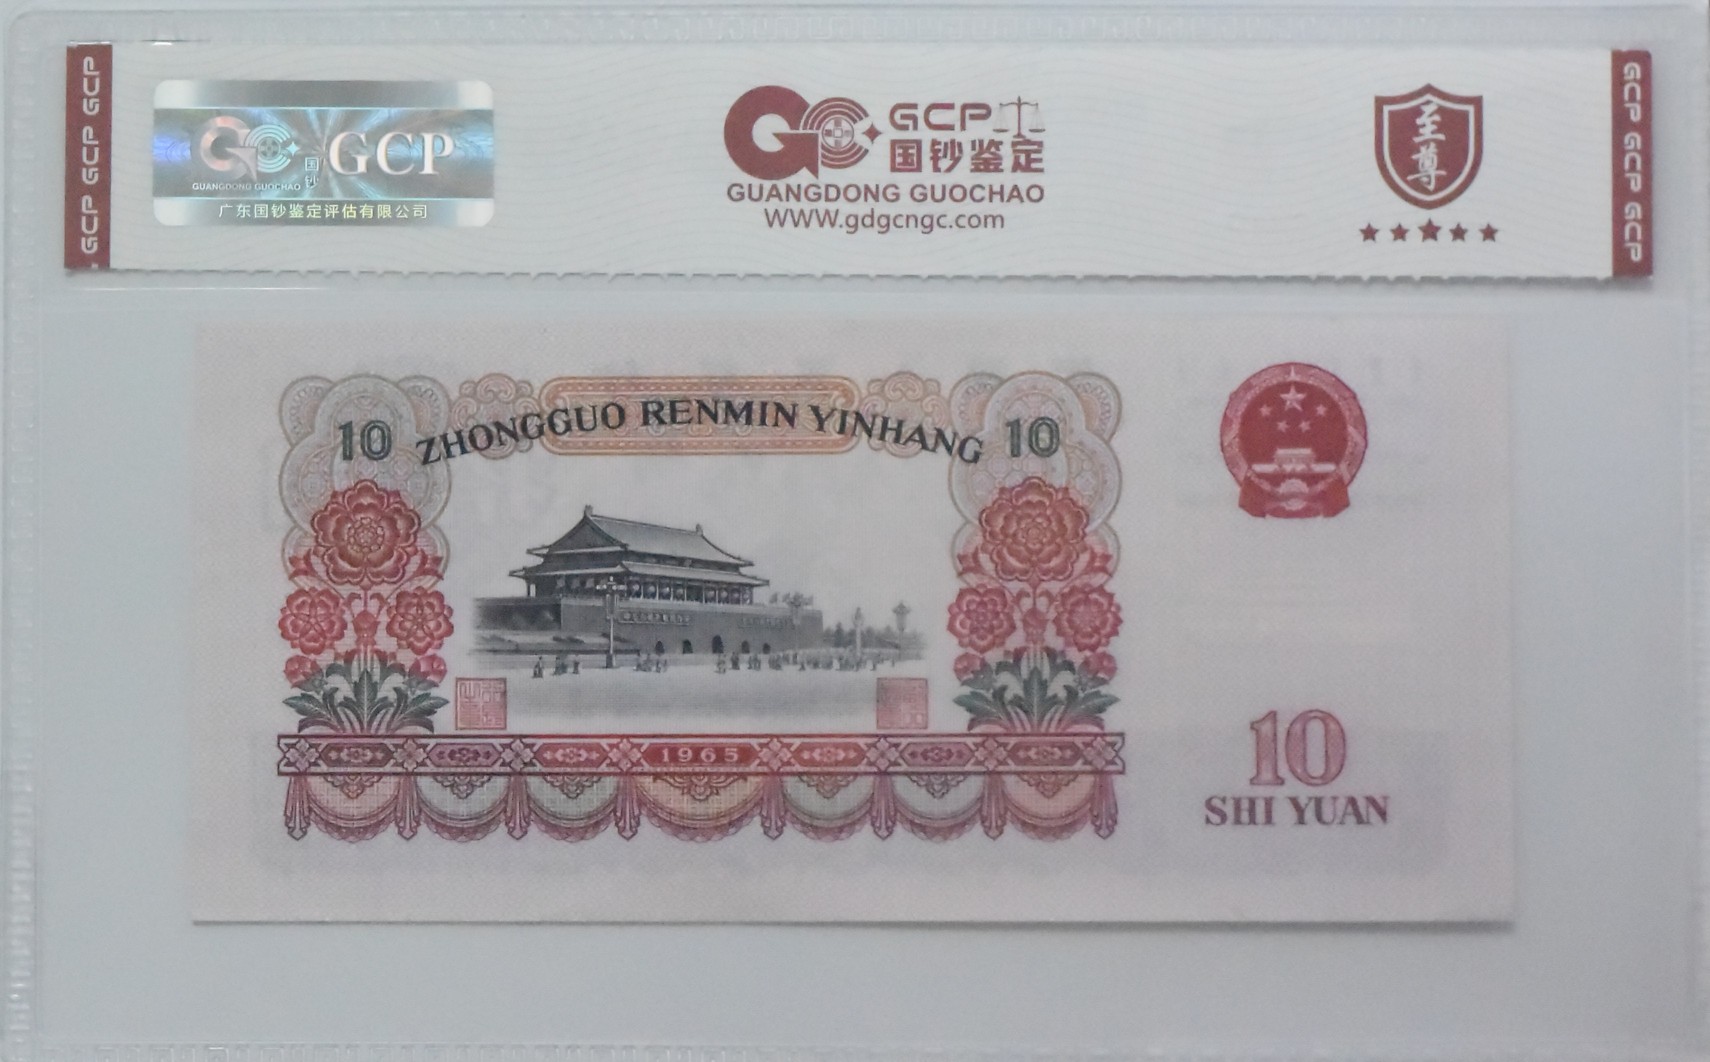 GCP GCP GCP
GUANGDONG GUOCHAO
国钞
GCP
广东国钞鉴定评估有限公司
GCP
国钞鉴定
GUANGDONG GUOCHAO
WWW.gdgcngc.com
至尊
GCP GCP GCP
10
ZHONGGUO RENMIN YINHANG
10
1965
10
SHI YUAN